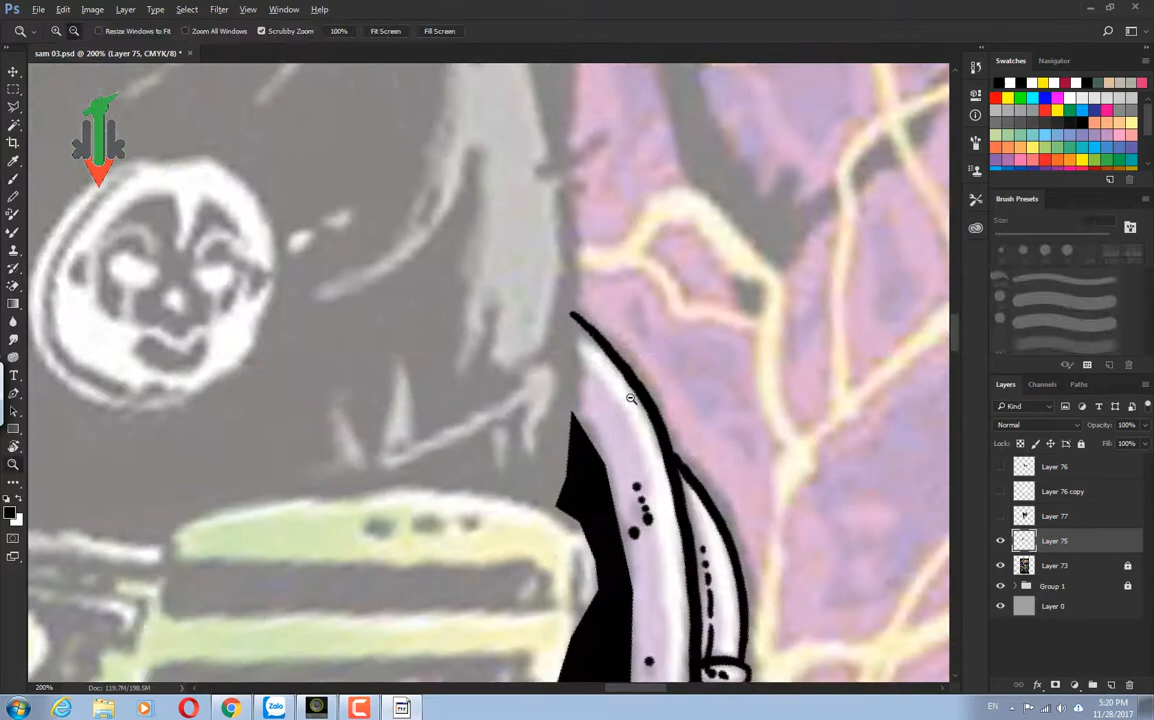 Ps File Edit Image Layer Type Select Filter View Window Help
Resize Windows to Fit Zoom All Windows Scrubby Zoom 100% Fit Screen Fill Screen
sam 03.psd @ 200% (Layer 75, CMYK/8) * ×
Swatches Navigator
Brush Presets
Size:
Layers Channels Paths
Kind
Normal Opacity: 100%
Lock: Fill: 100%
Layer 76
Layer 76 copy
Layer 77
Layer 75
Layer 73
Group 1
Layer 0
200% Doc: 119.7M/198.5M
EN 5:20 PM
11/28/2017
Zalo